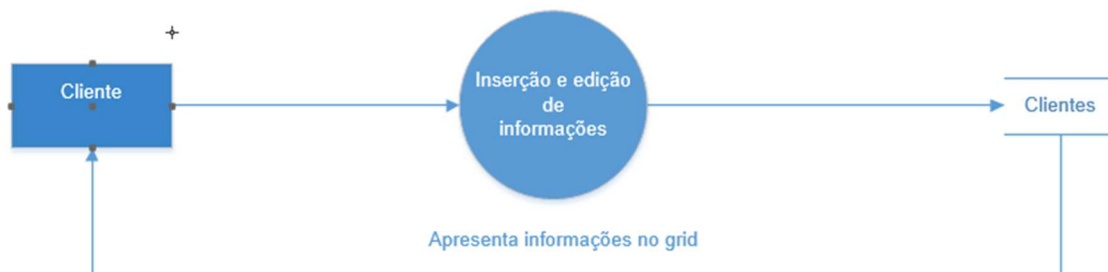 Cliente
Inserção e edição
de
informações
Clientes
Apresenta informações no grid